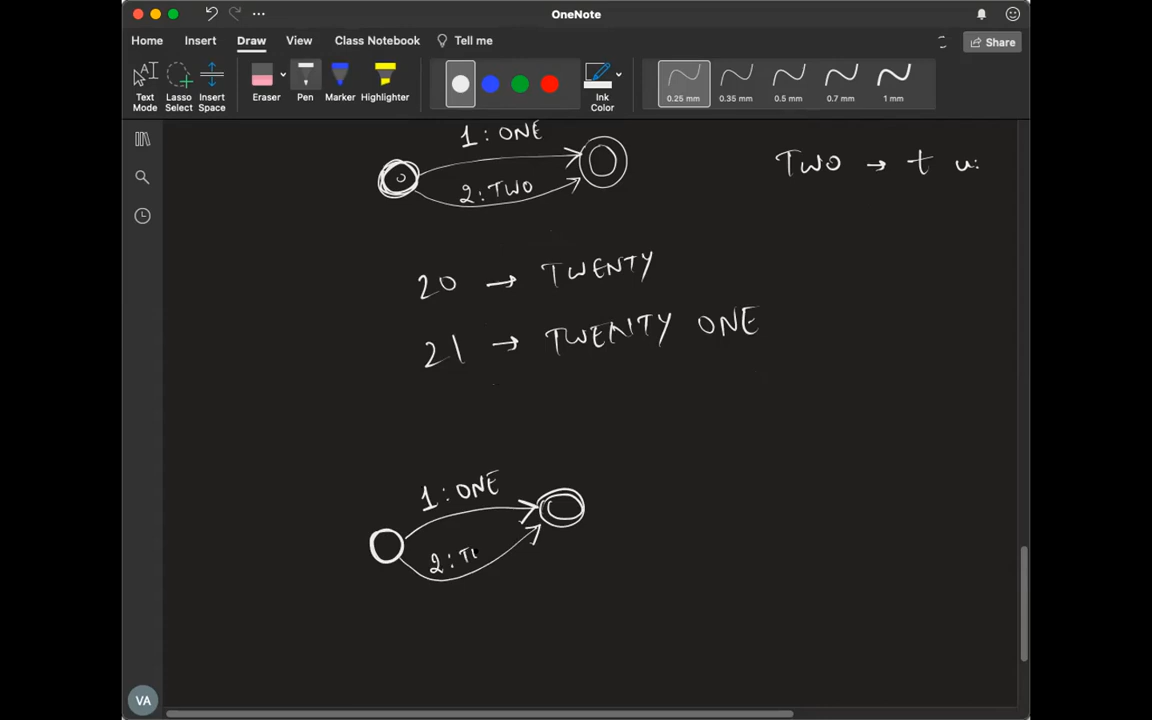 OneNote
Home Insert Draw View Class Notebook Tell me Share
Text Mode Lasso Select Insert Space Eraser Pen Marker Highlighter Ink Color 0.25 mm 0.35 mm 0.5 mm 0.7 mm 1 mm
1 : ONE
TWO → t u:
2 : TWO
20 → TWENTY
21 → TWENTY ONE
1 : ONE
2 : T
VA